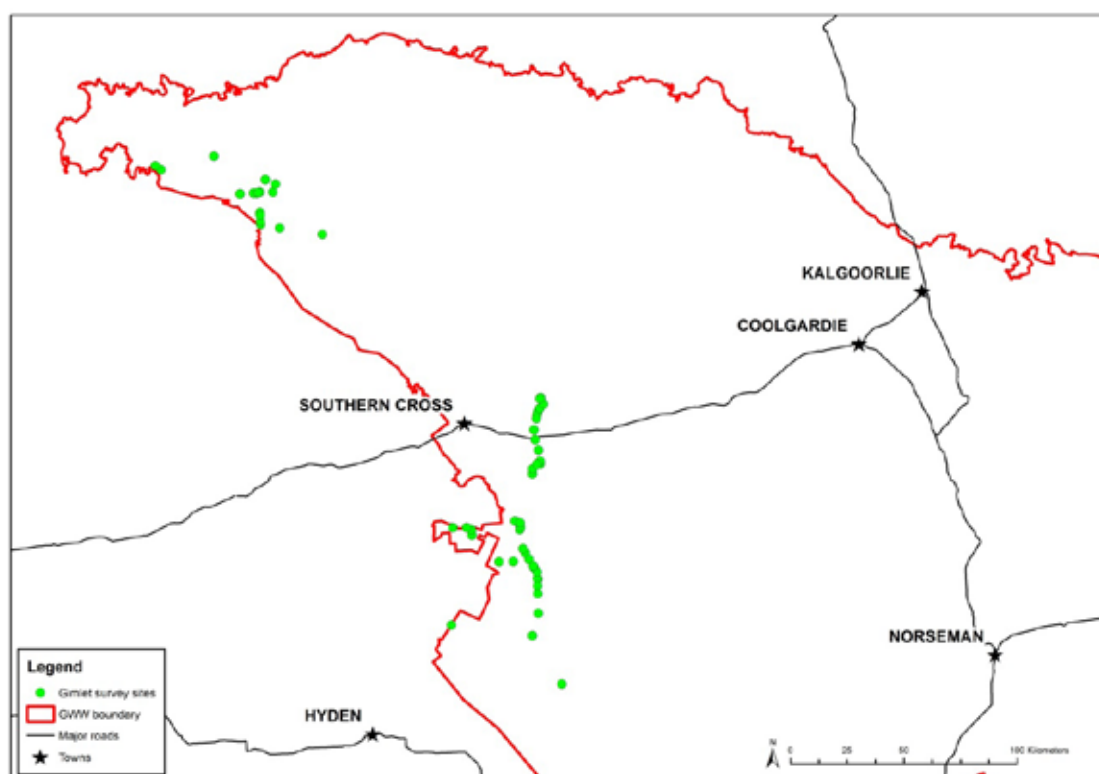 KALGOORLIE
COOLGARDIE
SOUTHERN CROSS
NORSEMAN
HYDEN
Legend
Gimlet survey sites
GWW boundary
Major roads
Towns
N
0 25 50 100 Kilometers